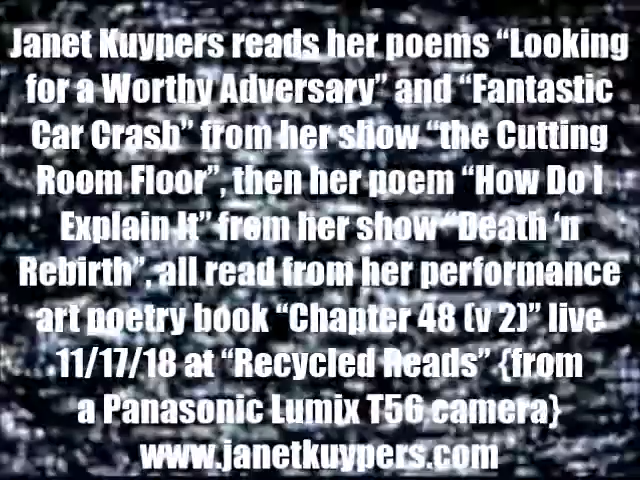 Janet Kuypers reads her poems “Looking
for a Worthy Adversary” and “Fantastic
Car Crash” from her show “the Cutting
Room Floor”, then her poem “How Do I
Explain It” from her show “Death ‘n
Rebirth”, all read from her performance
art poetry book “Chapter 48 (v 2)” live
11/17/18 at “Recycled Reads” {from
a Panasonic Lumix T56 camera}
www.janetkuypers.com